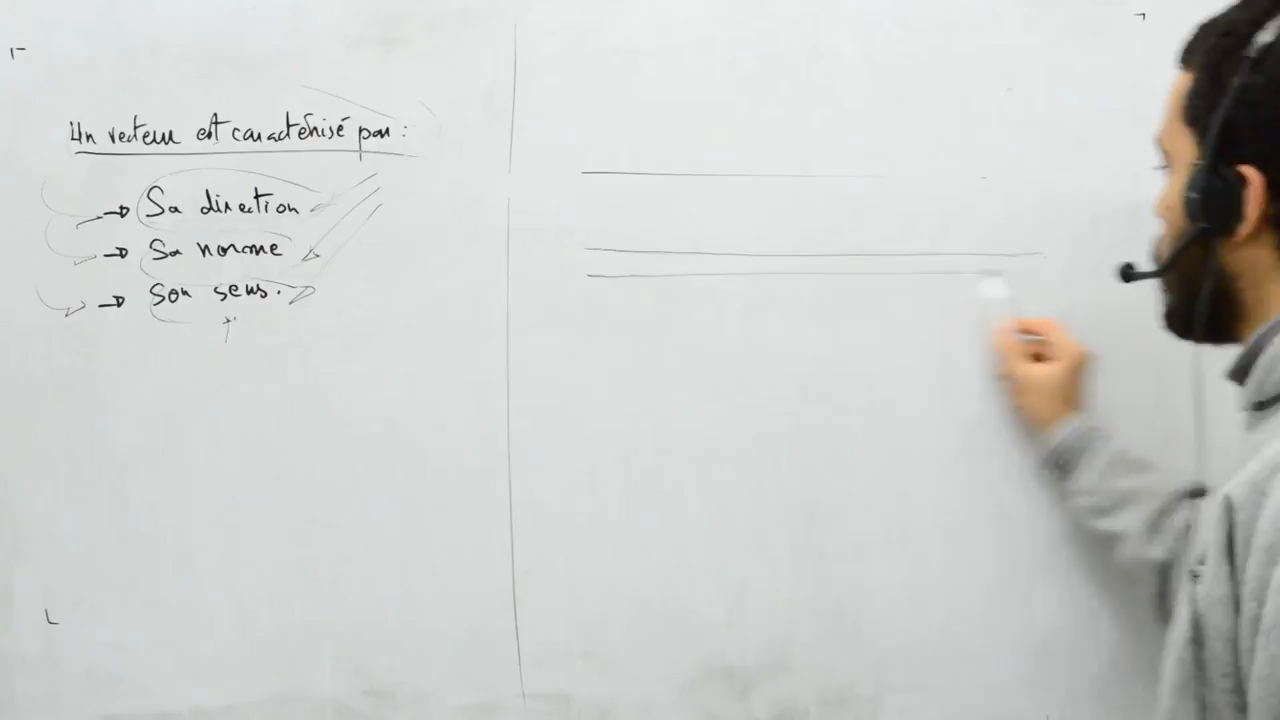 Un vecteur est caractérisé par :
→ Sa direction
→ Sa norme
→ Son sens.